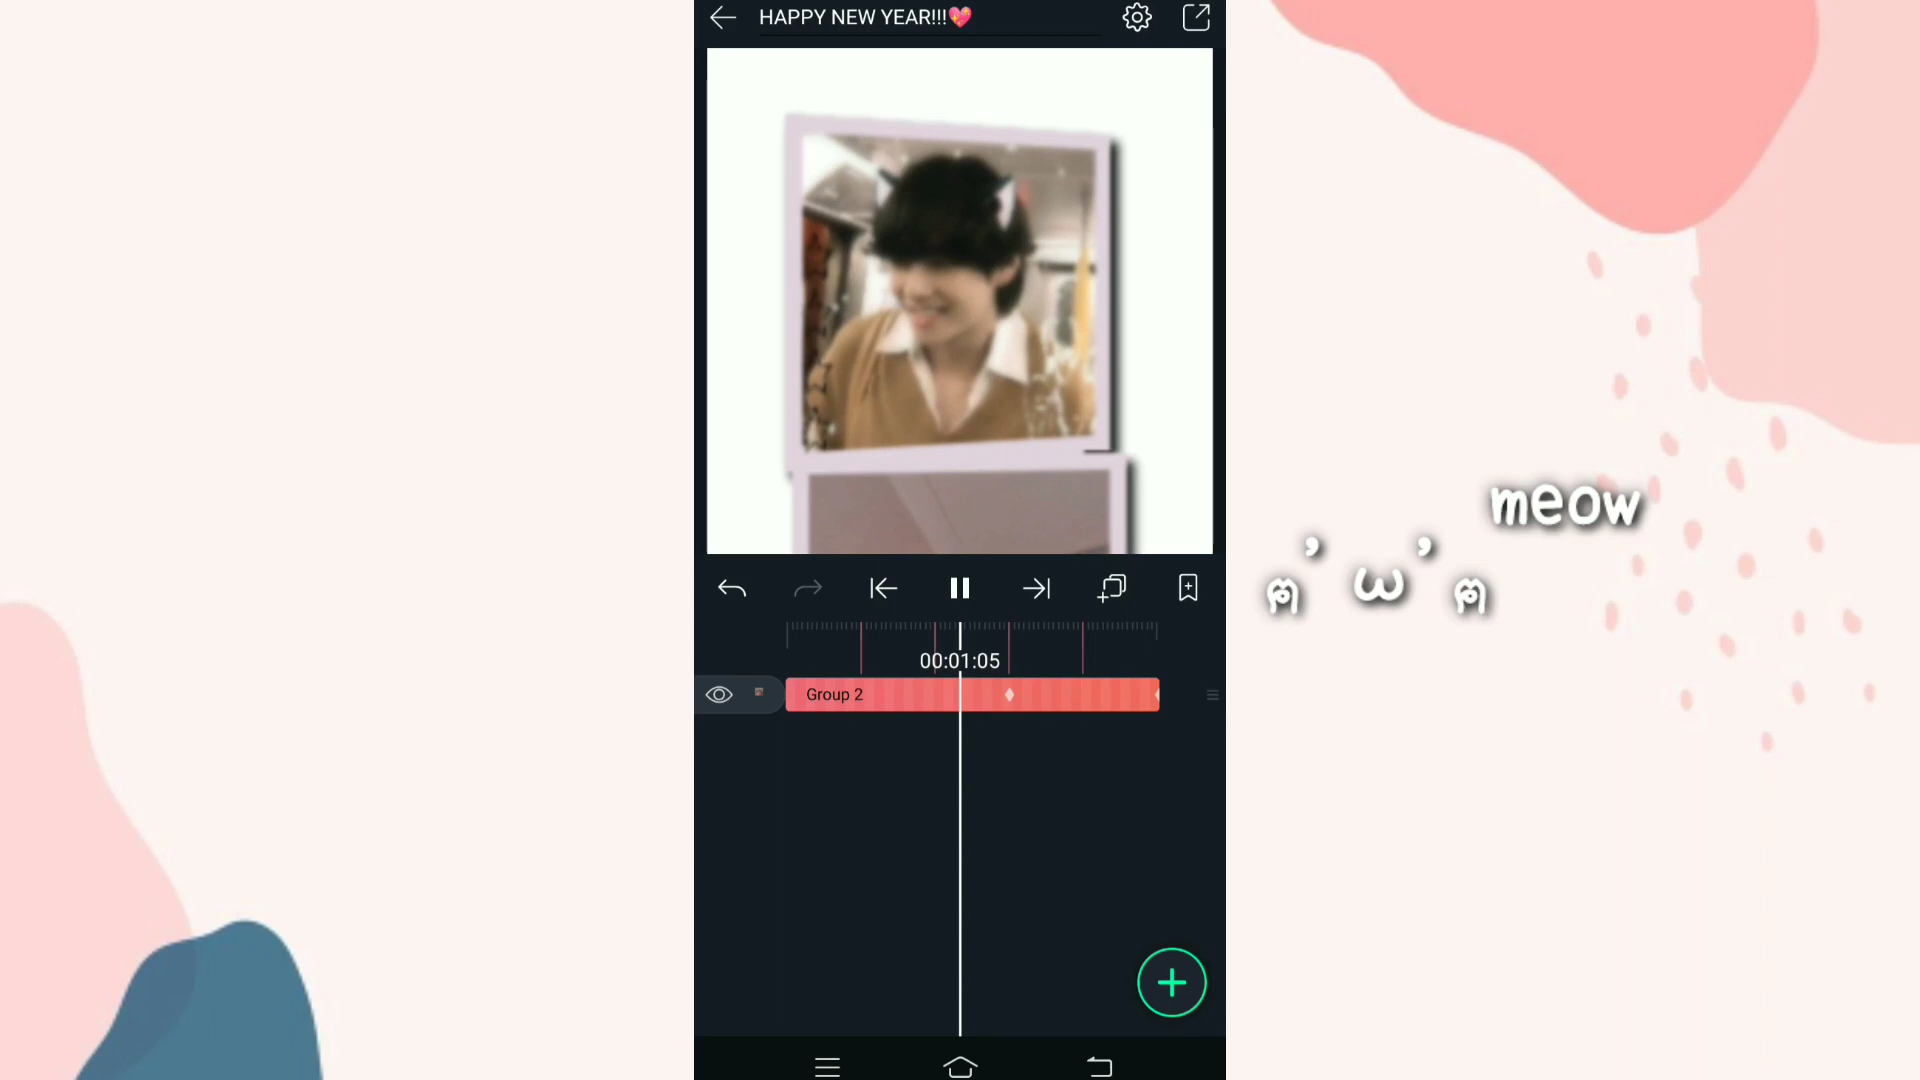 HAPPY NEW YEAR!!!💖
meow
ฅ’ω’ฅ
00:01:05
Group 2